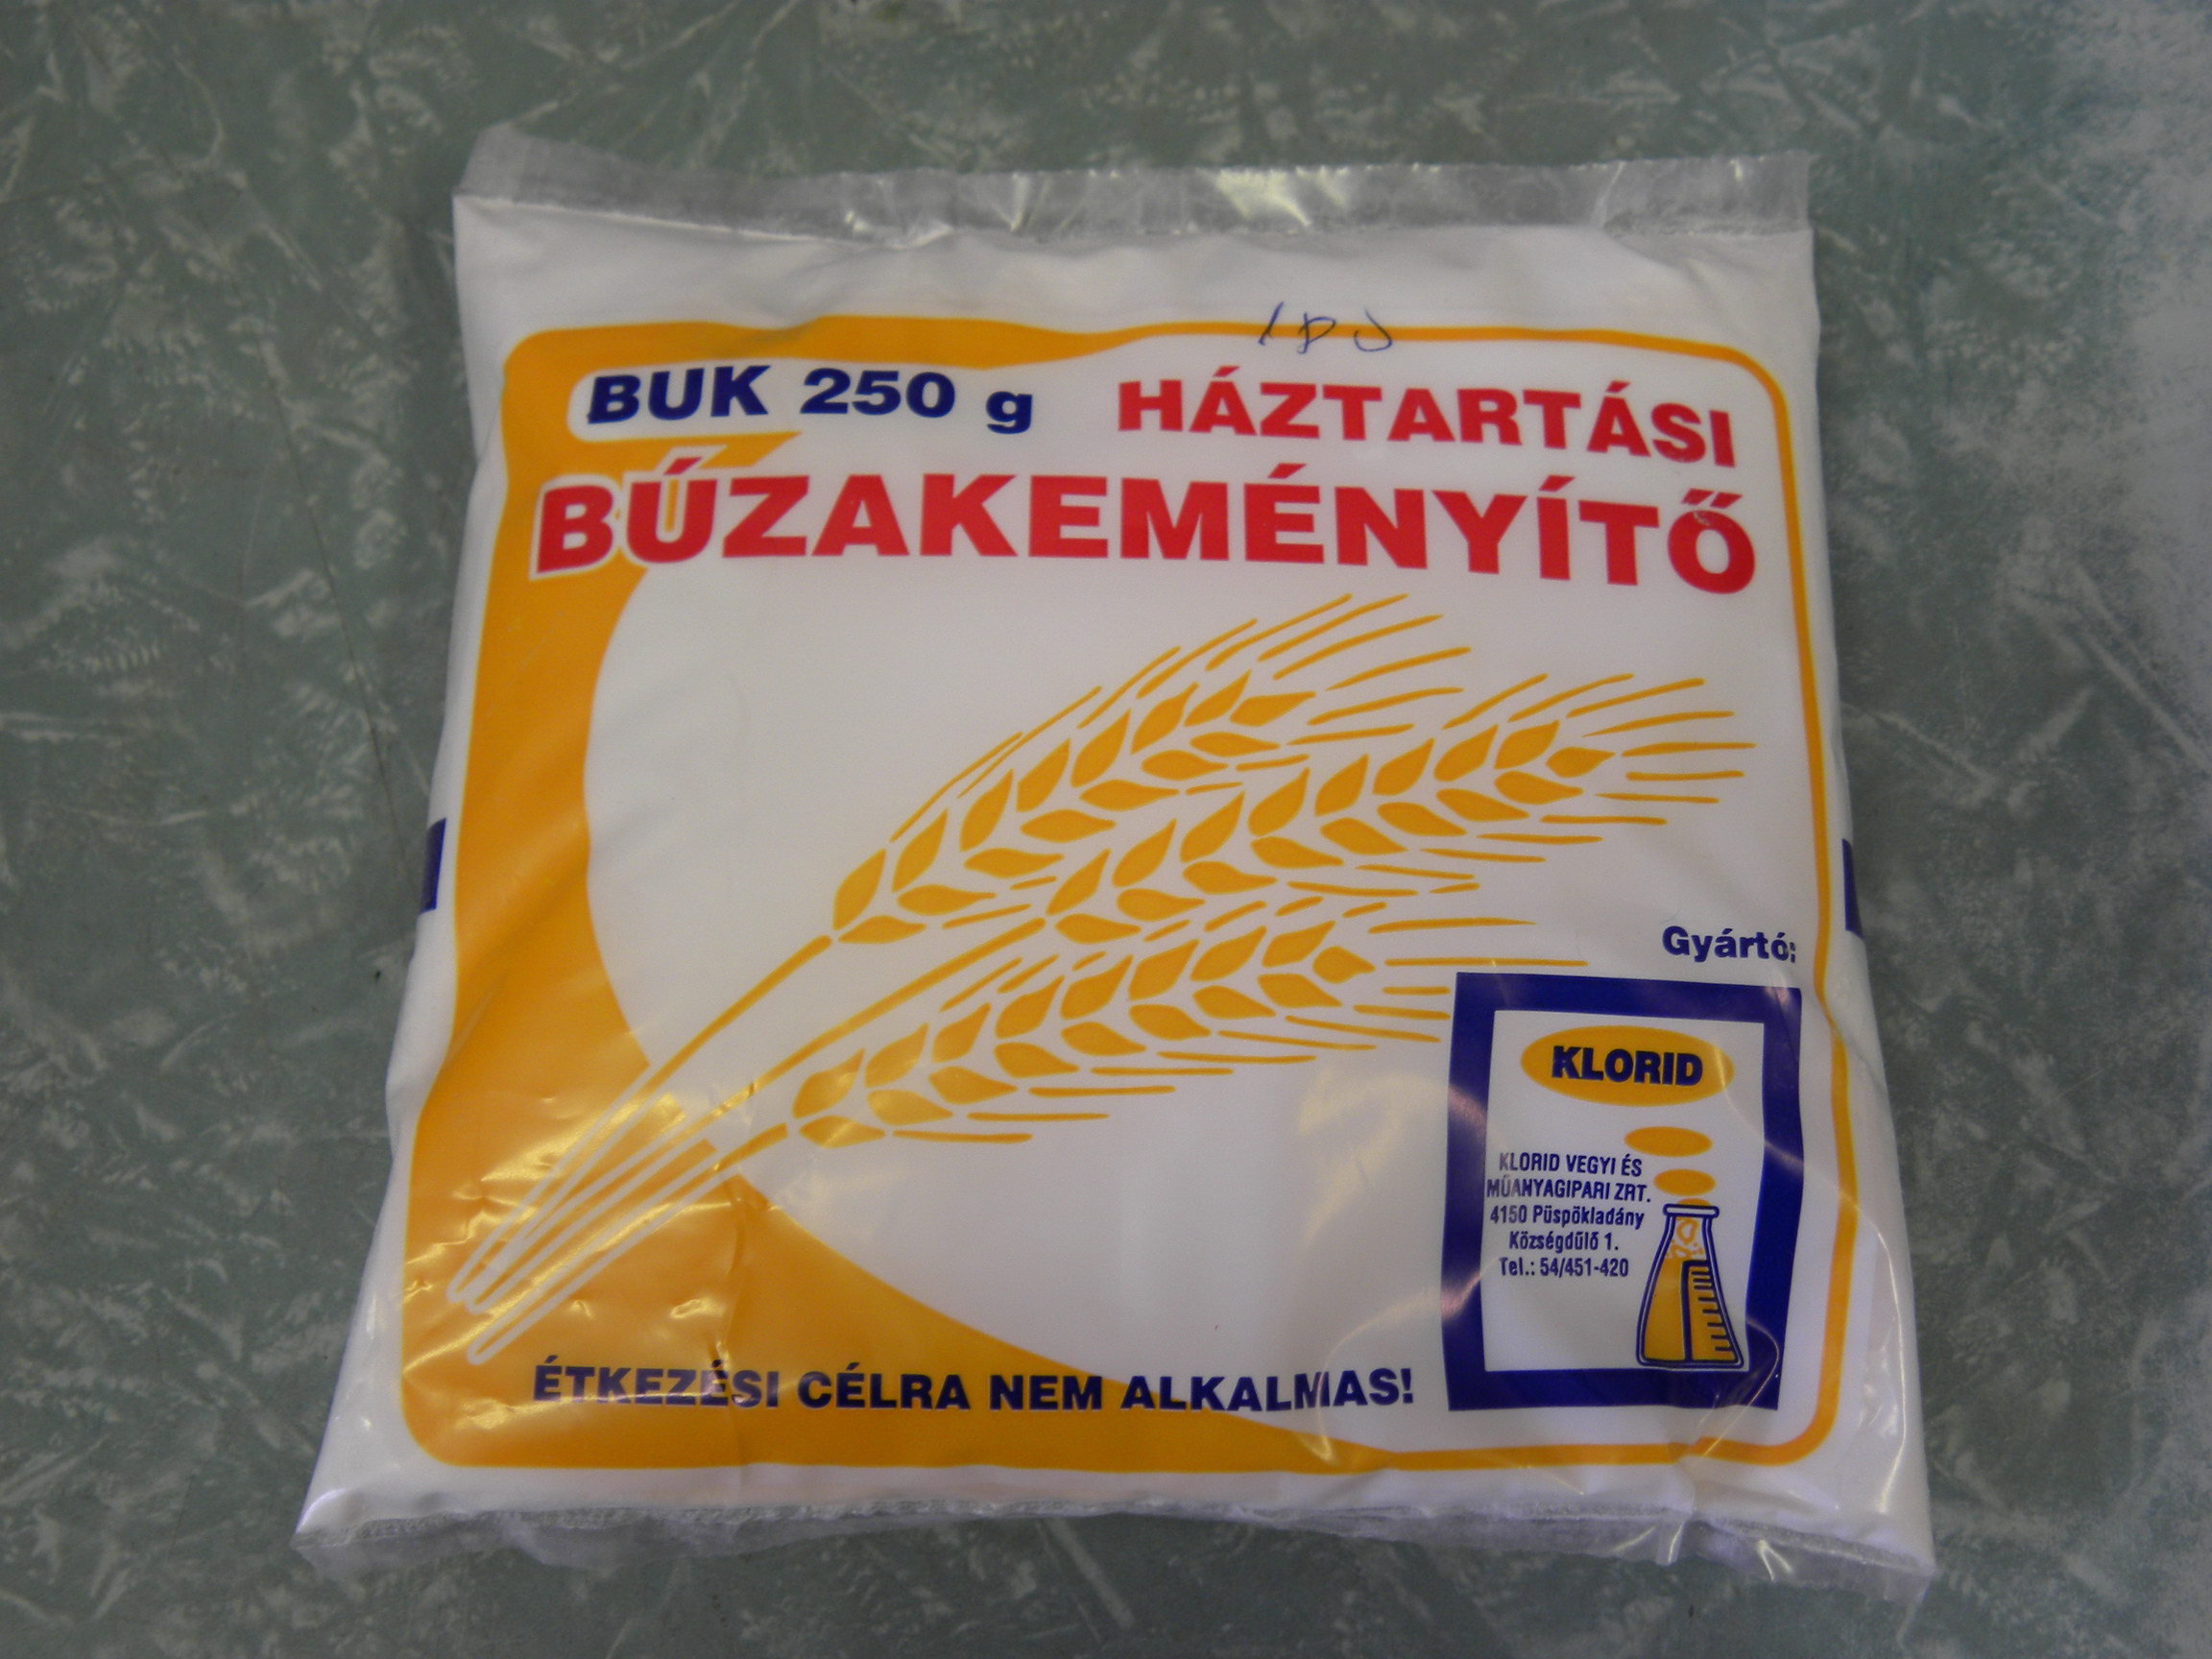 BUK 250 g HÁZTARTÁSI
BÚZAKEMÉNYÍTŐ
Gyártó:
KLORID
KLORID VEGYI ÉS
MŰANYAGIPARI ZRT.
4150 Püspökladány
Községdűlő 1.
Tel.: 54/451-420
ÉTKEZÉSI CÉLRA NEM ALKALMAS!